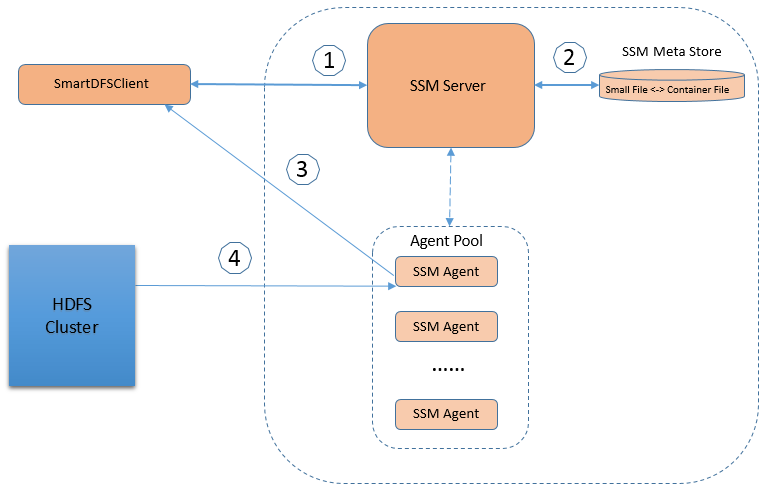 1
2
SSM Meta Store
SmartDFSClient
SSM Server
Small File <-> Container File
3
Agent Pool
4
SSM Agent
HDFS
Cluster
SSM Agent
......
SSM Agent